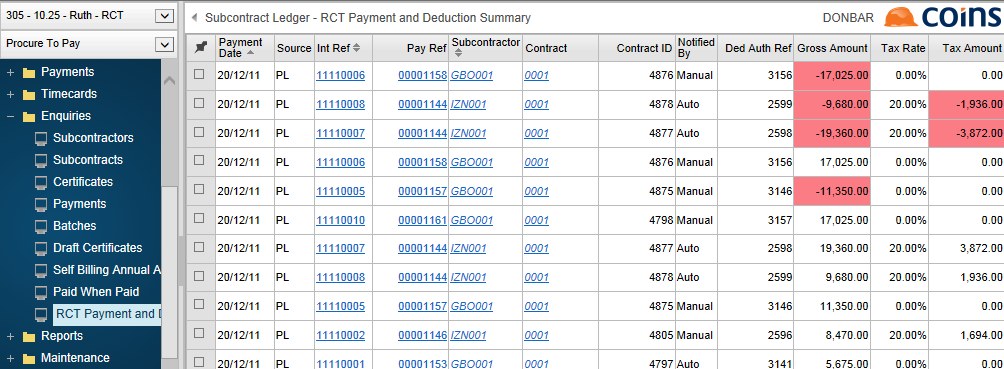 305 - 10.25 - Ruth - RCT
Procure To Pay
Payments
Timecards
Enquiries
Subcontractors
Subcontracts
Certificates
Payments
Batches
Draft Certificates
Self Billing Annual A
Paid When Paid
RCT Payment and D
Reports
Maintenance
Subcontract Ledger - RCT Payment and Deduction Summary
DONBAR
coins
Payment Date Source Int Ref Pay Ref Subcontractor Contract Contract ID Notified By Ded Auth Ref Gross Amount Tax Rate Tax Amount
20/12/11 PL 11110006 00001158 GBO001 0001 4876 Manual 3156 -17,025.00 0.00% 0.00
20/12/11 PL 11110008 00001144 IZN001 0001 4878 Auto 2599 -9,680.00 20.00% -1,936.00
20/12/11 PL 11110007 00001144 IZN001 0001 4877 Auto 2598 -19,360.00 20.00% -3,872.00
20/12/11 PL 11110006 00001158 GBO001 0001 4876 Manual 3156 17,025.00 0.00% 0.00
20/12/11 PL 11110005 00001157 GBO001 0001 4875 Manual 3146 -11,350.00 0.00% 0.00
20/12/11 PL 11110010 00001161 GBO001 0001 4798 Manual 3157 17,025.00 0.00% 0.00
20/12/11 PL 11110007 00001144 IZN001 0001 4877 Auto 2598 19,360.00 20.00% 3,872.00
20/12/11 PL 11110008 00001144 IZN001 0001 4878 Auto 2599 9,680.00 20.00% 1,936.00
20/12/11 PL 11110005 00001157 GBO001 0001 4875 Manual 3146 11,350.00 0.00% 0.00
20/12/11 PL 11110002 00001146 IZN001 0001 4805 Manual 2596 8,470.00 20.00% 1,694.00
20/12/11 PL 11110001 00001153 GBO001 0001 4797 Auto 3141 5,675.00 0.00% 0.00